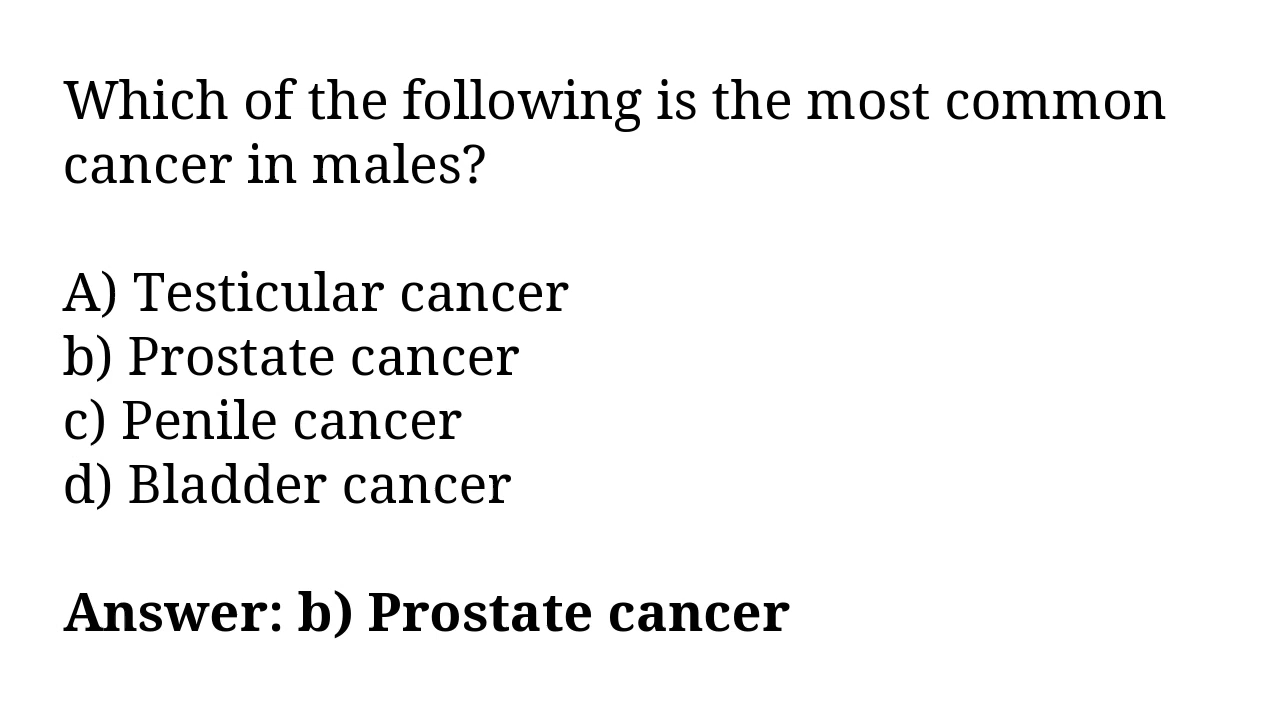 Which of the following is the most common
cancer in males?
A) Testicular cancer
b) Prostate cancer
c) Penile cancer
d) Bladder cancer
Answer: b) Prostate cancer